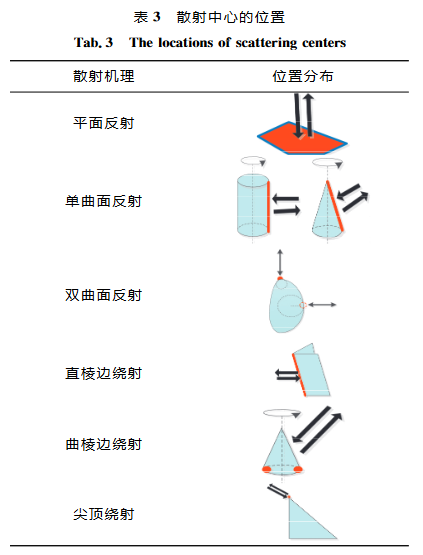 表 3 散射中心的位置
Tab. 3 The locations of scattering centers
散射机理 位置分布
平面反射
单曲面反射
双曲面反射
直棱边绕射
曲棱边绕射
尖顶绕射